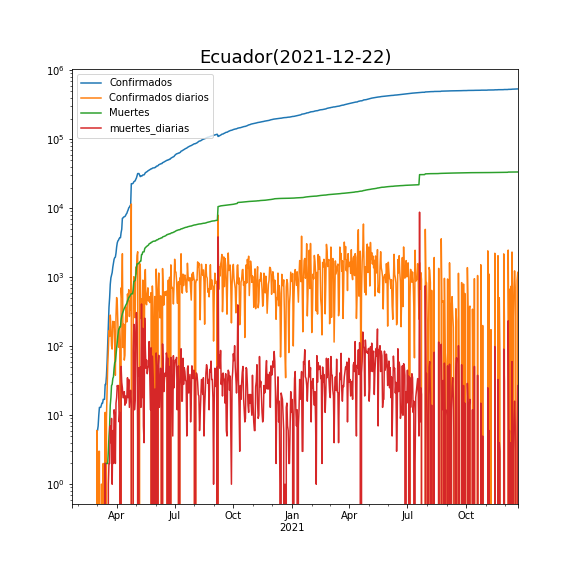 Ecuador(2021-12-22)
Confirmados
Confirmados diarios
Muertes
muertes_diarias
10⁶
10⁵
10⁴
10³
10²
10¹
10⁰
Apr Jul Oct Jan Apr Jul Oct
2021